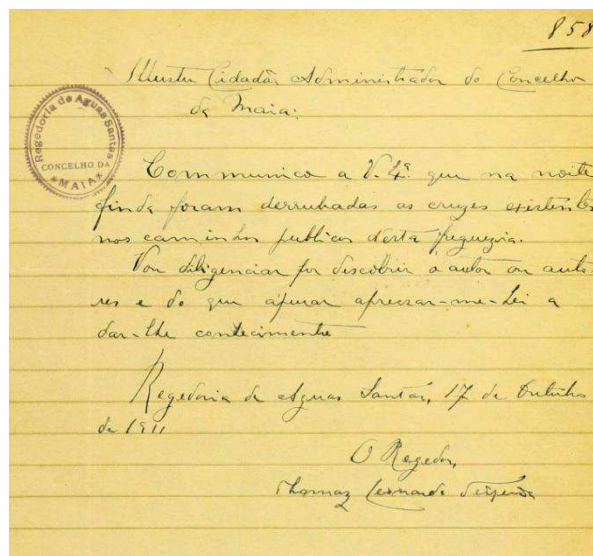 858
Illustre Cidadão Administrador do Concelho
da Maia:
Regedoria de Aguas Santas
CONCELHO DA
MAIA
Communico a V. Exª. que na noite
finda foram derrubadas as cruzes existentes
nos caminhos publicos d'esta freguezia.
Vou diligenciar por descobrir o autor ou auto-
res e do que apurar apressar-me-hei a
dar-lhe conhecimento
Regedoria de Aguas Santas, 17 de Outubro
de 1911
O Regedor,
Thomaz Leonardo